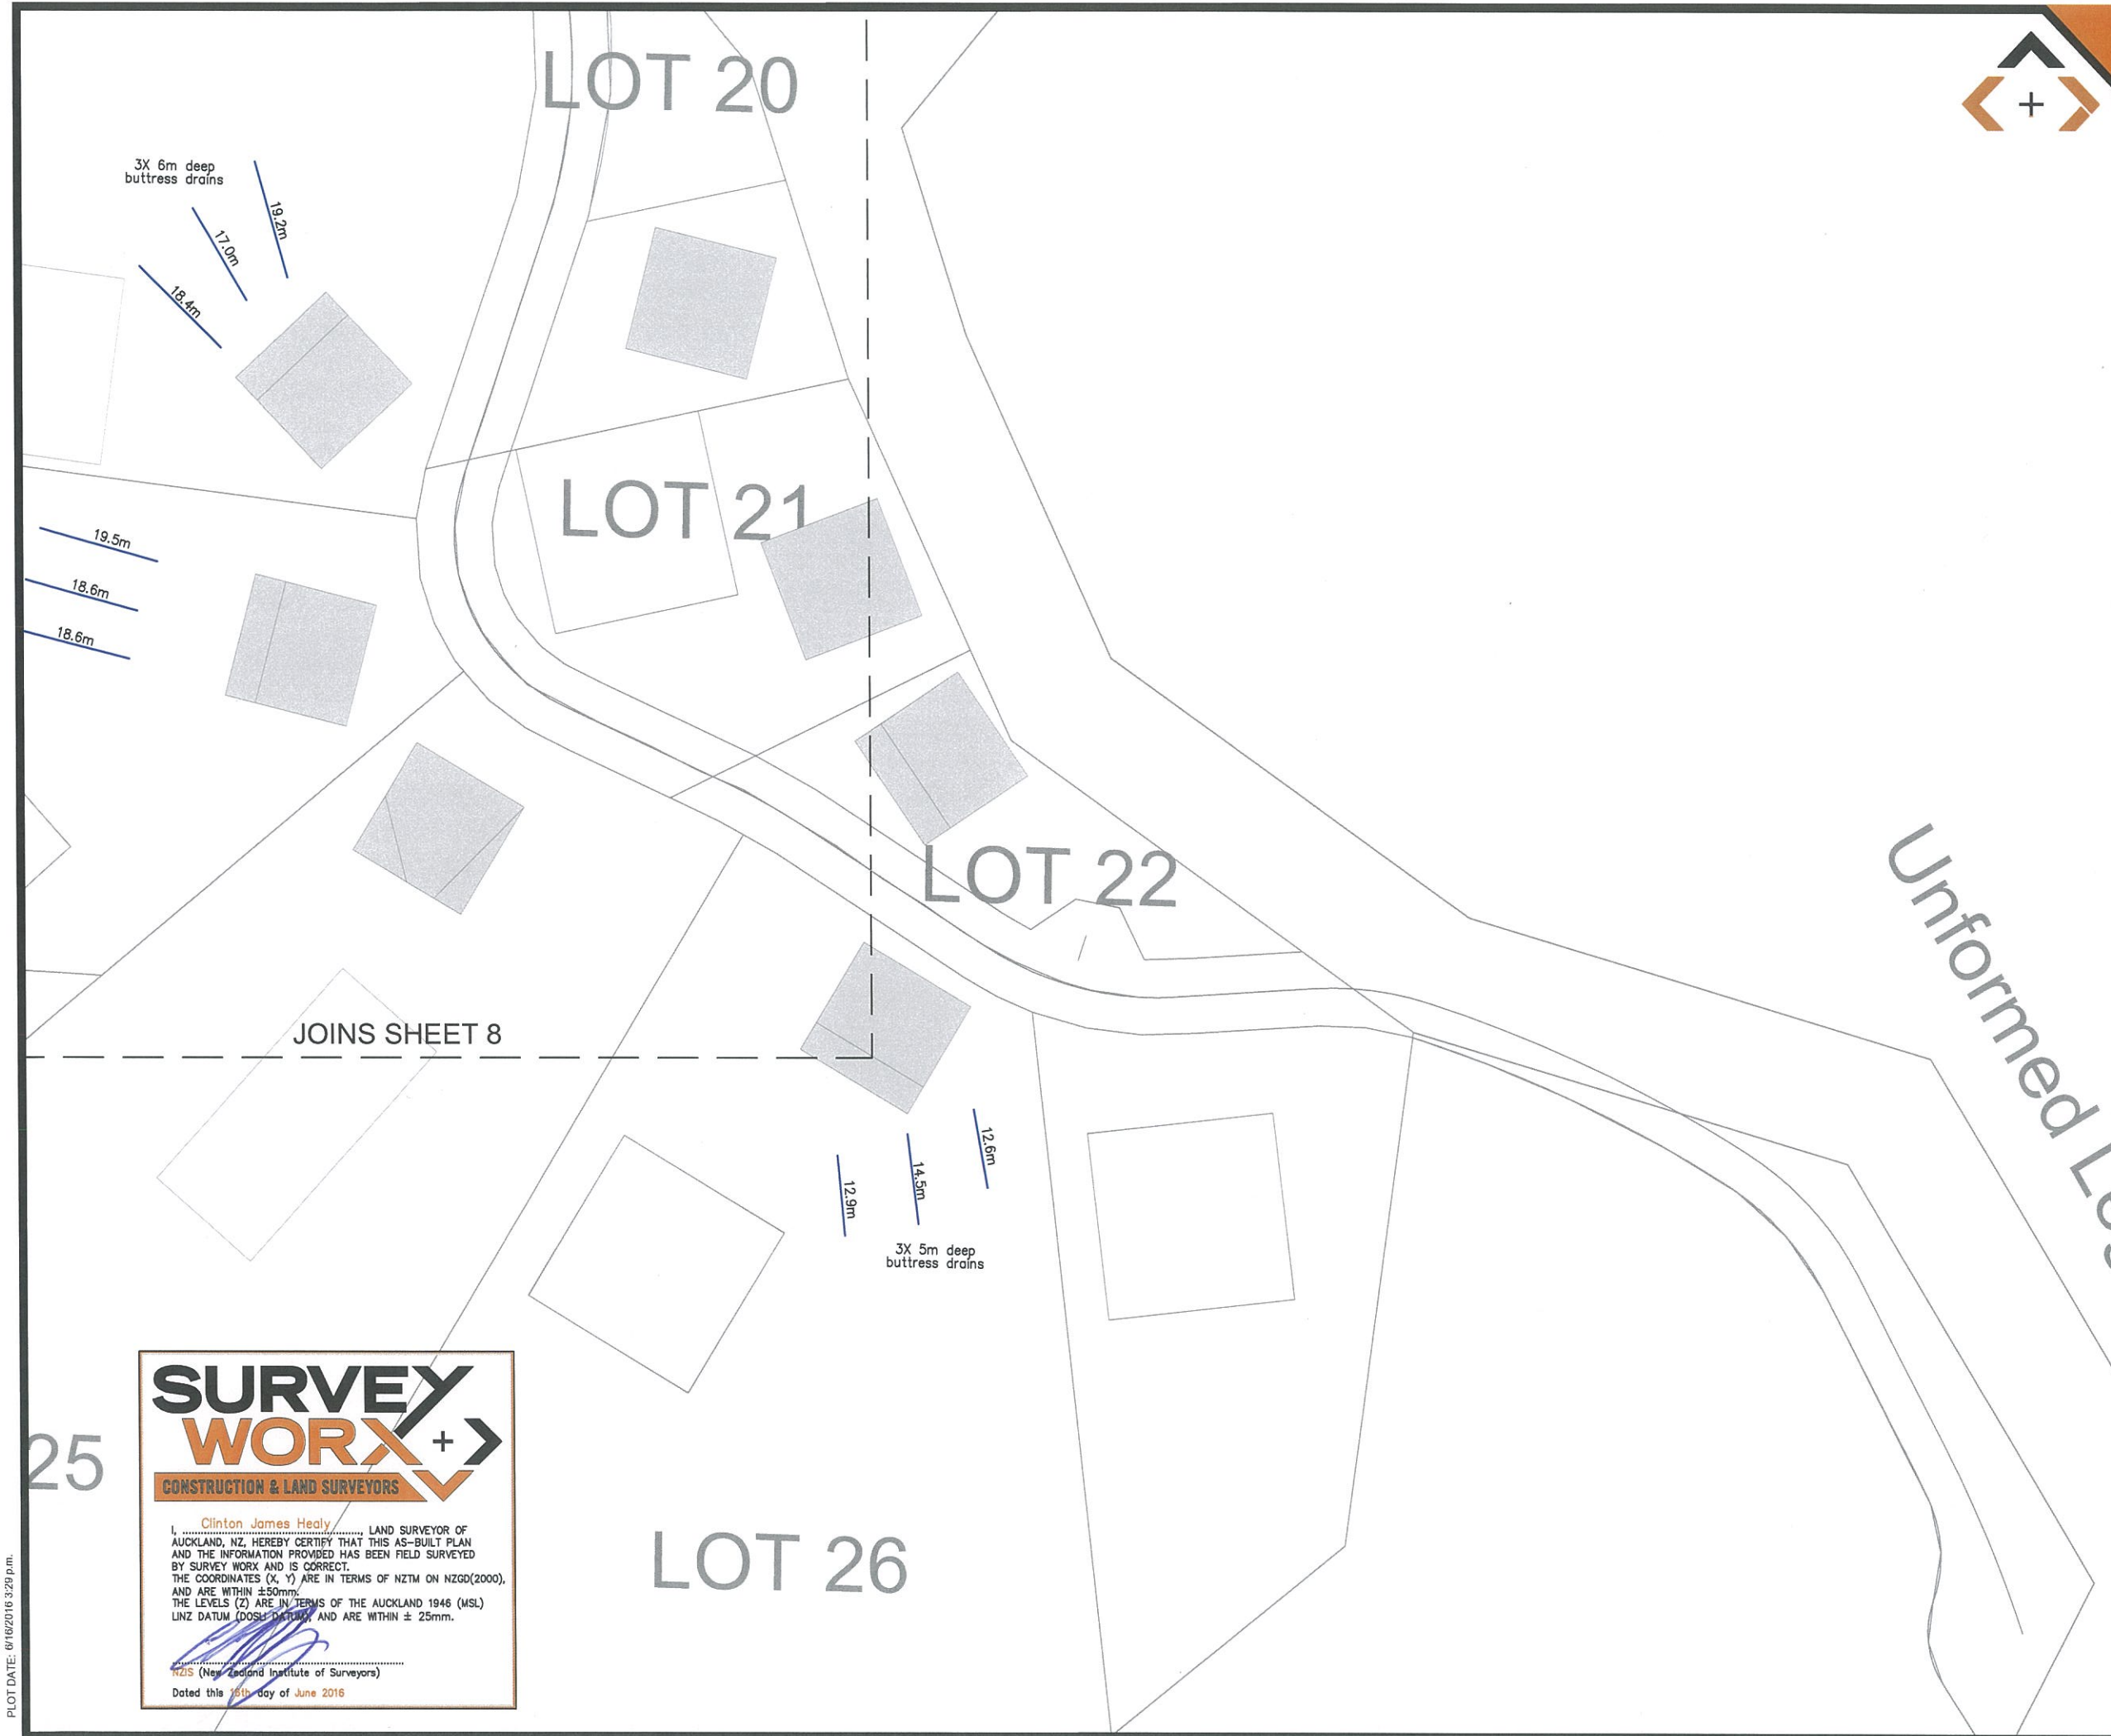 LOT 20
3X 6m deep
buttress drains
19.2m
17.0m
18.4m
LOT 21
19.5m
18.6m
18.6m
LOT 22
Unformed
JOINS SHEET 8
12.6m
14.5m
12.9m
3X 5m deep
buttress drains
25
LOT 26
SURVEY
WORX
CONSTRUCTION & LAND SURVEYORS
I, Clinton James Healy, LAND SURVEYOR OF
AUCKLAND, NZ, HEREBY CERTIFY THAT THIS AS-BUILT PLAN
AND THE INFORMATION PROVIDED HAS BEEN FIELD SURVEYED
BY SURVEY WORX AND IS CORRECT.
THE COORDINATES (X, Y) ARE IN TERMS OF NZTM ON NZGD(2000),
AND ARE WITHIN ±50mm.
THE LEVELS (Z) ARE IN TERMS OF THE AUCKLAND 1946 (MSL)
LINZ DATUM (DOSLI DATUM), AND ARE WITHIN ± 25mm.
NZIS (New Zealand Institute of Surveyors)
Dated this 16th day of June 2016
PLOT DATE: 6/16/2016 3:29 p.m.